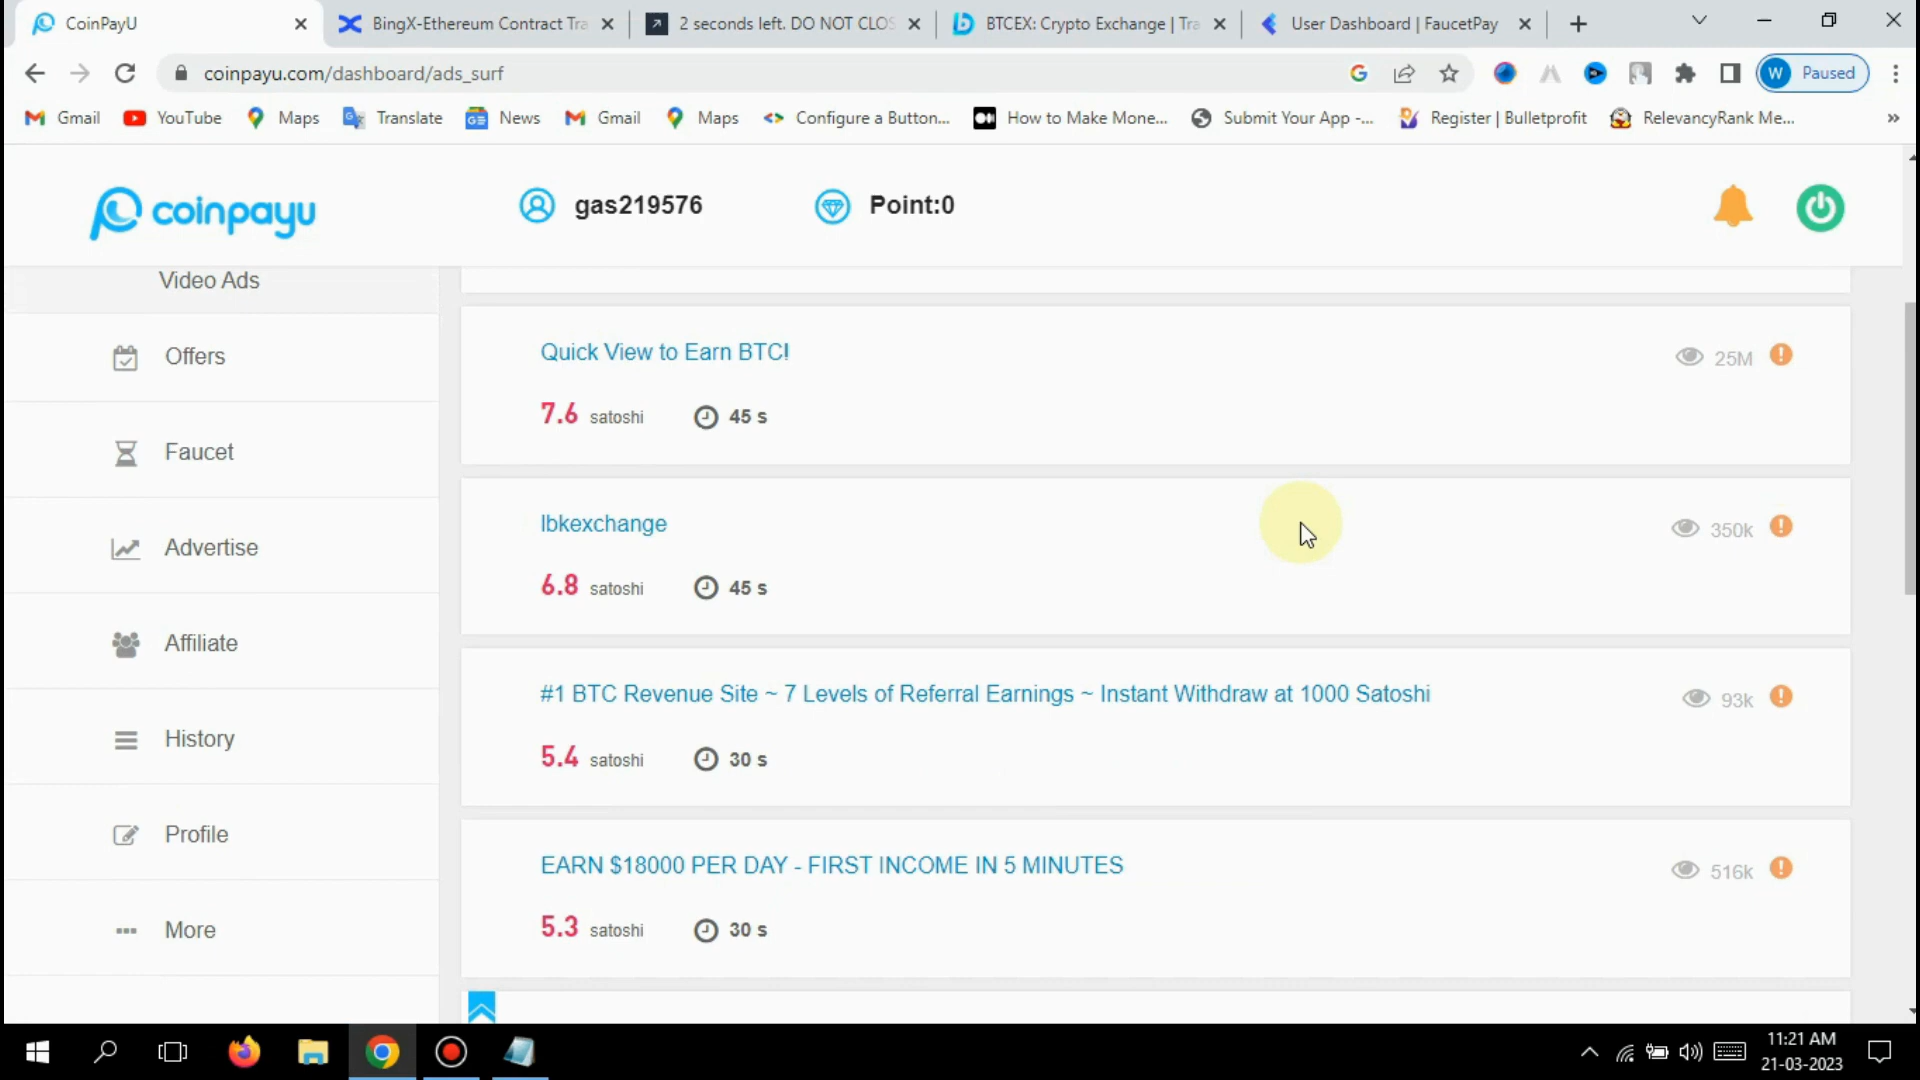 CoinPayU
BingX-Ethereum Contract Tra
2 seconds left. DO NOT CLOS
BTCEX: Crypto Exchange | Tra
User Dashboard | FaucetPay
coinpayu.com/dashboard/ads_surf
W Paused
Gmail
YouTube
Maps
Translate
News
Gmail
Maps
Configure a Button...
How to Make Mone...
Submit Your App -...
Register | Bulletprofit
RelevancyRank Me...
»
coinpayu
gas219576
Point:0
Video Ads
Offers
Faucet
Advertise
Affiliate
History
Profile
More
Quick View to Earn BTC!
25M
7.6 satoshi 45 s
lbkexchange
350k
6.8 satoshi 45 s
#1 BTC Revenue Site ~ 7 Levels of Referral Earnings ~ Instant Withdraw at 1000 Satoshi
93k
5.4 satoshi 30 s
EARN $18000 PER DAY - FIRST INCOME IN 5 MINUTES
516k
5.3 satoshi 30 s
11:21 AM
21-03-2023